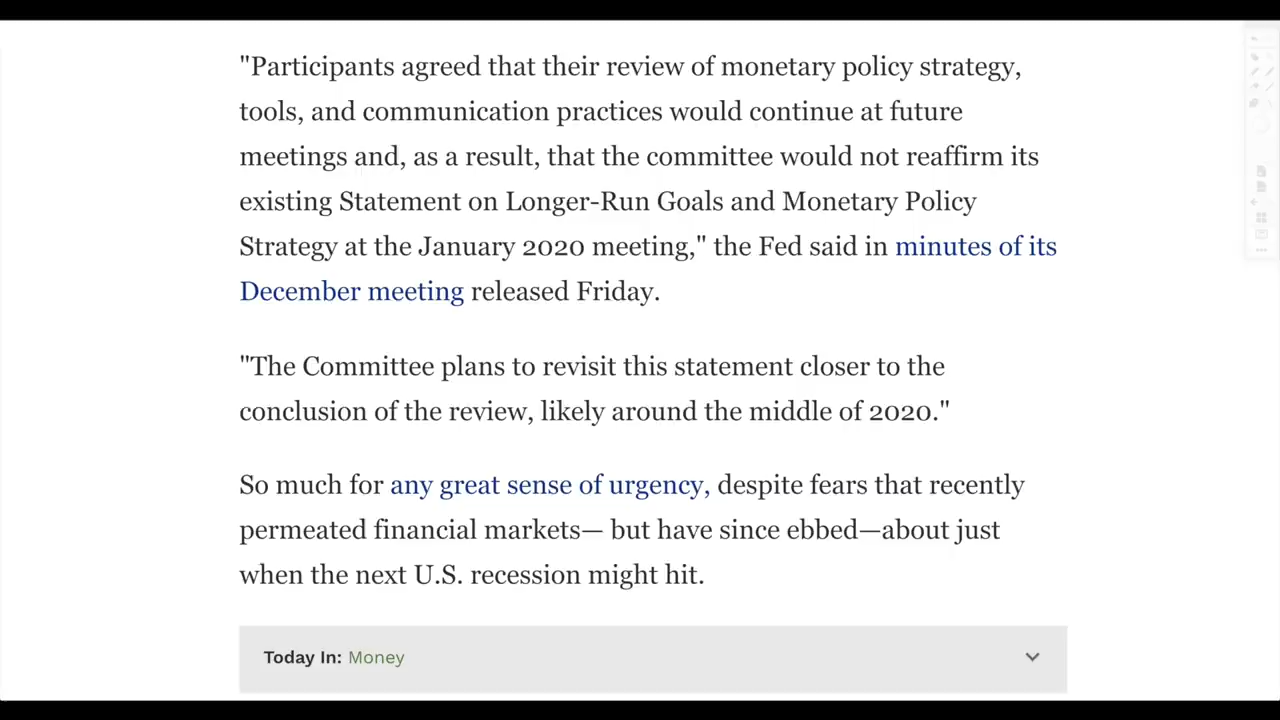 "Participants agreed that their review of monetary policy strategy,
tools, and communication practices would continue at future
meetings and, as a result, that the committee would not reaffirm its
existing Statement on Longer-Run Goals and Monetary Policy
Strategy at the January 2020 meeting," the Fed said in minutes of its
December meeting released Friday.
"The Committee plans to revisit this statement closer to the
conclusion of the review, likely around the middle of 2020."
So much for any great sense of urgency, despite fears that recently
permeated financial markets— but have since ebbed—about just
when the next U.S. recession might hit.
Today In: Money